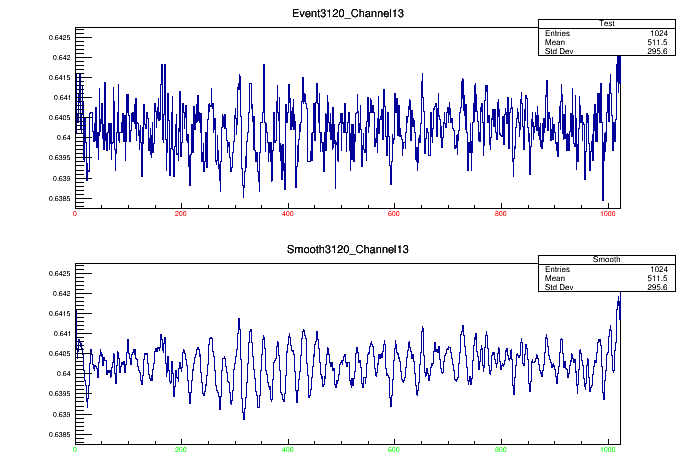 Event3120_Channel13
Test
Entries 1024
Mean 511.5
Std Dev 295.6
0.6425
0.642
0.6415
0.641
0.6405
0.64
0.6395
0.639
0.6385
0 200 400 600 800 1000
Smooth3120_Channel13
Smooth
Entries 1024
Mean 511.5
Std Dev 295.6
0.6425
0.642
0.6415
0.641
0.6405
0.64
0.6395
0.639
0.6385
0 200 400 600 800 1000